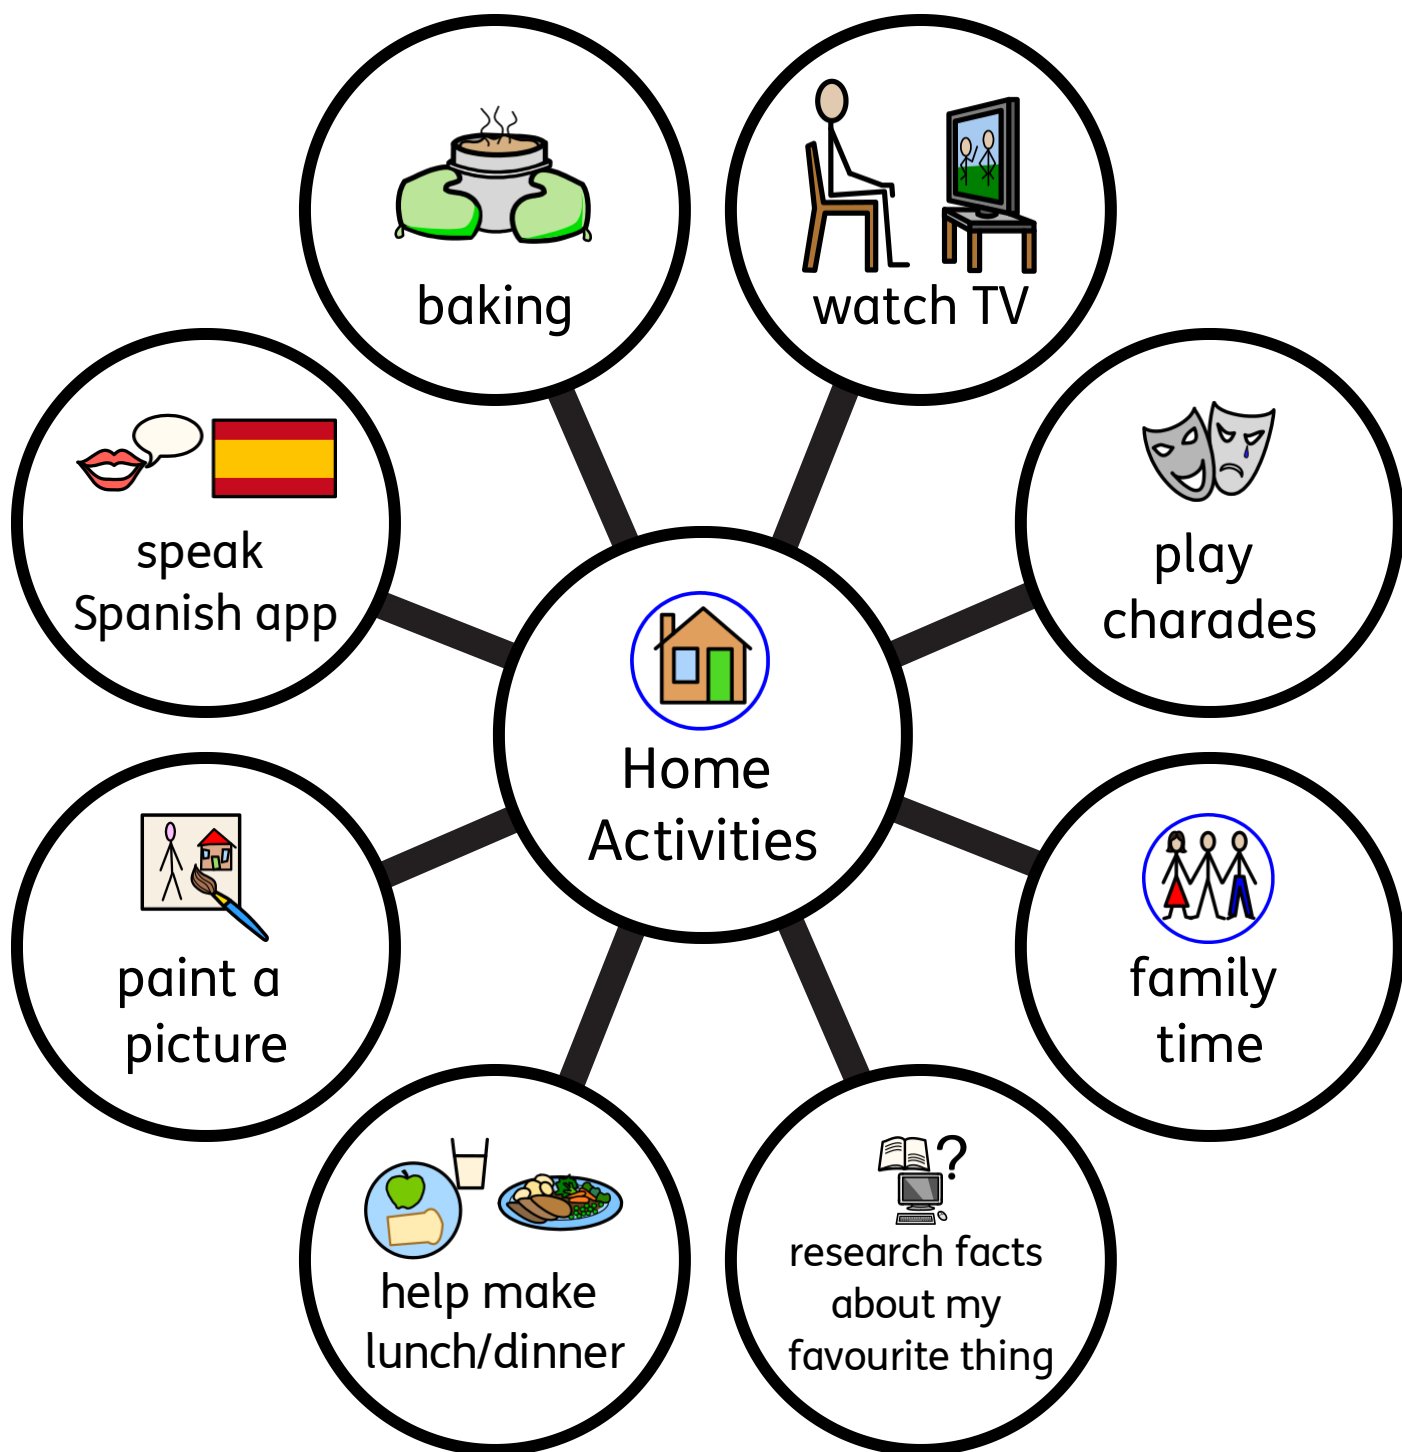 baking
watch TV
speak
Spanish app
play
charades
Home
Activities
paint a
picture
family
time
help make
lunch/dinner
?
research facts
about my
favourite thing